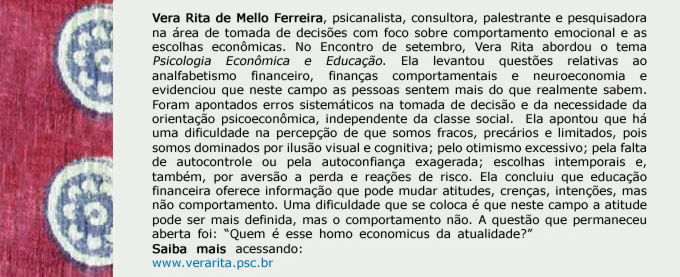 Vera Rita de Mello Ferreira, psicanalista, consultora, palestrante e pesquisadora
na área de tomada de decisões com foco sobre comportamento emocional e as
escolhas econômicas. No Encontro de setembro, Vera Rita abordou o tema
Psicologia Econômica e Educação. Ela levantou questões relativas ao
analfabetismo financeiro, finanças comportamentais e neuroeconomia e
evidenciou que neste campo as pessoas sentem mais do que realmente sabem.
Foram apontados erros sistemáticos na tomada de decisão e da necessidade da
orientação psicoeconômica, independente da classe social. Ela apontou que há
uma dificuldade na percepção de que somos fracos, precários e limitados, pois
somos dominados por ilusão visual e cognitiva; pelo otimismo excessivo; pela falta
de autocontrole ou pela autoconfiança exagerada; escolhas intemporais e,
também, por aversão a perda e reações de risco. Ela concluiu que educação
financeira oferece informação que pode mudar atitudes, crenças, intenções, mas
não comportamento. Uma dificuldade que se coloca é que neste campo a atitude
pode ser mais definida, mas o comportamento não. A questão que permaneceu
aberta foi: “Quem é esse homo economicus da atualidade?”
Saiba mais acessando:
www.verarita.psc.br